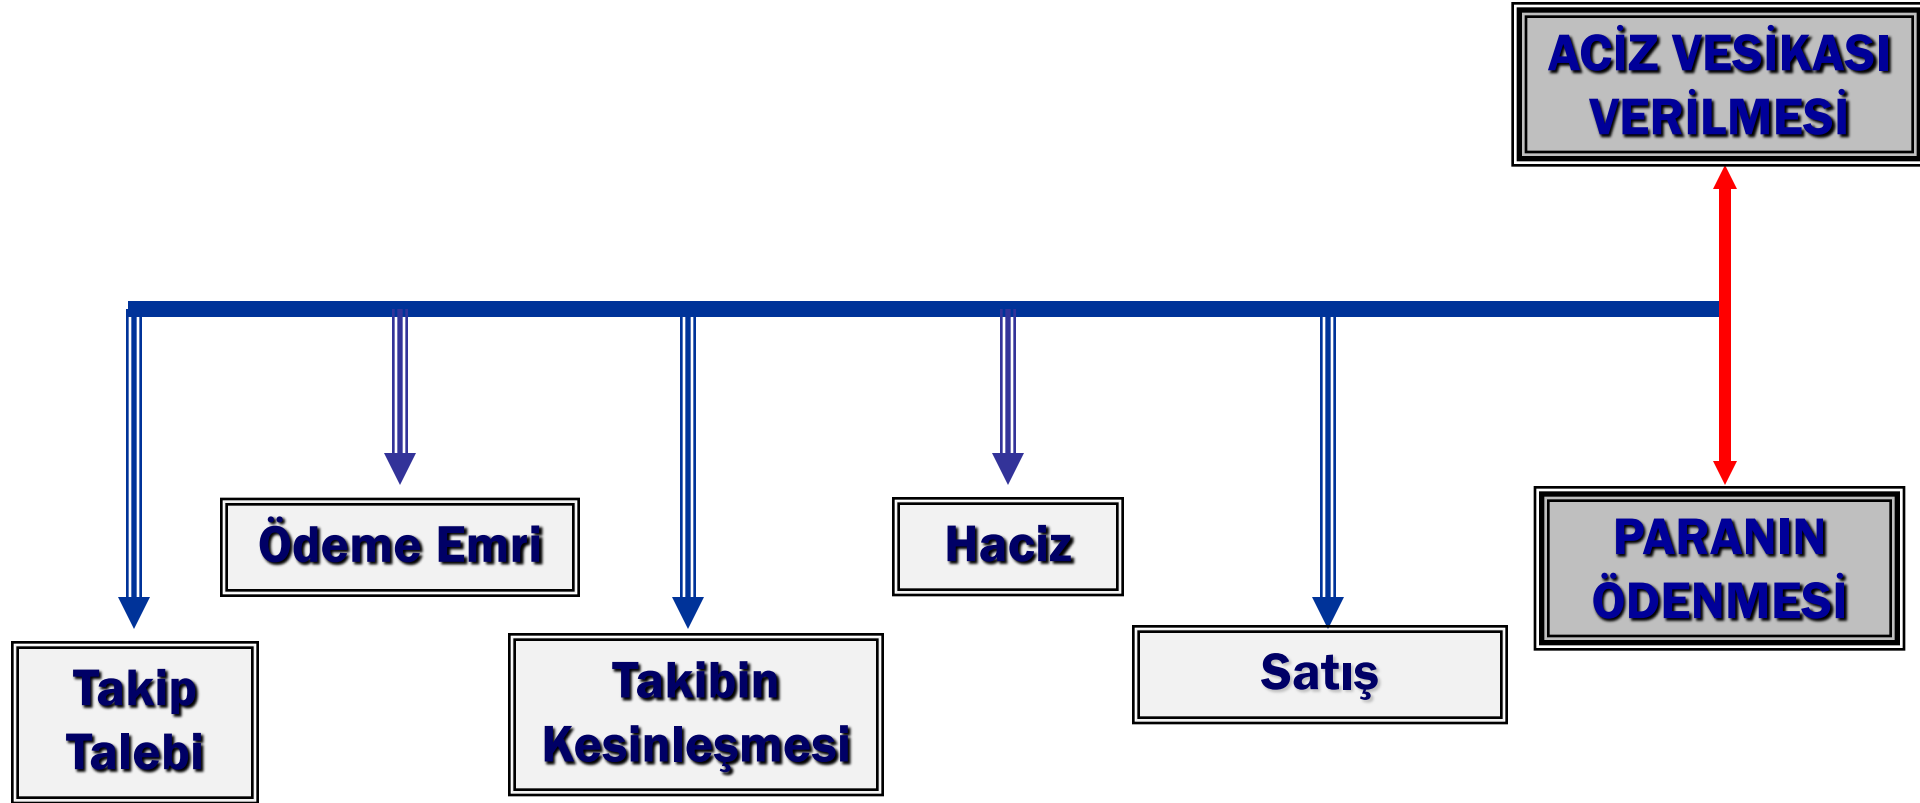 ACİZ VESİKASI
VERİLMESİ
Ödeme Emri
Haciz
PARANIN
ÖDENMESİ
Takip
Talebi
Takibin
Kesinleşmesi
Satış